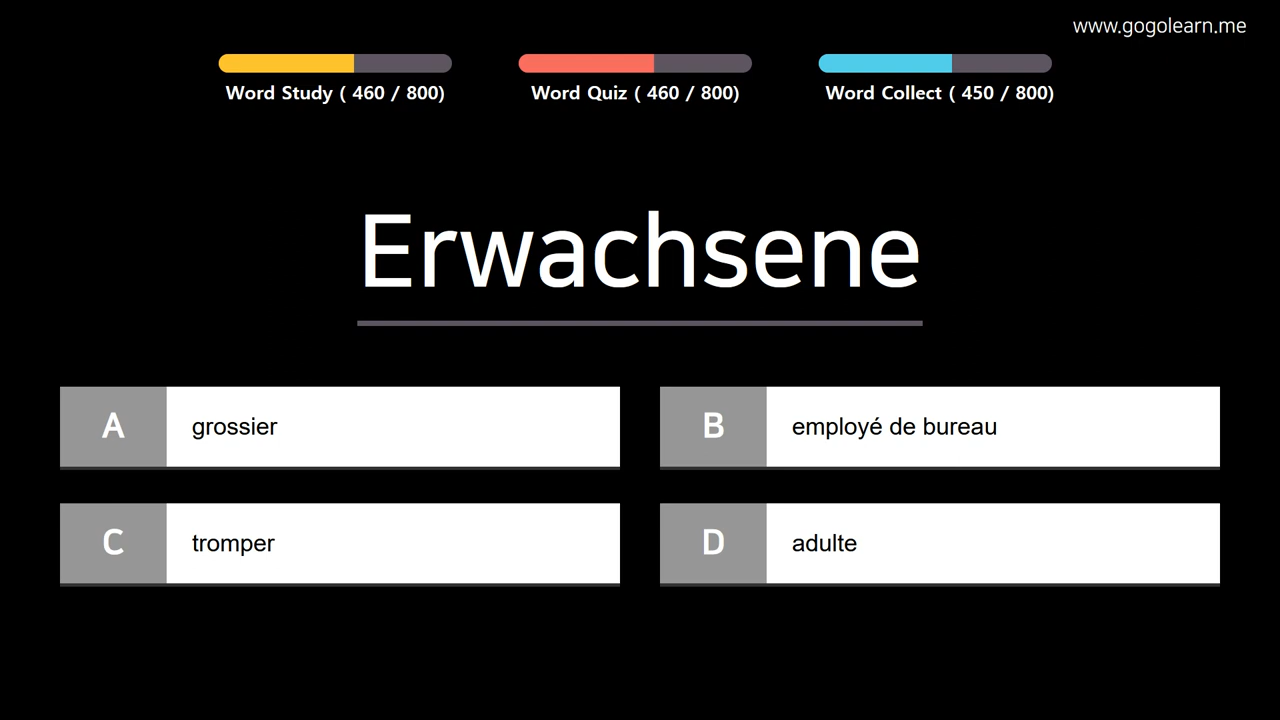 www.gogolearn.me
Word Study ( 460 / 800)
Word Quiz ( 460 / 800)
Word Collect ( 450 / 800)
Erwachsene
A
grossier
B
employé de bureau
C
tromper
D
adulte